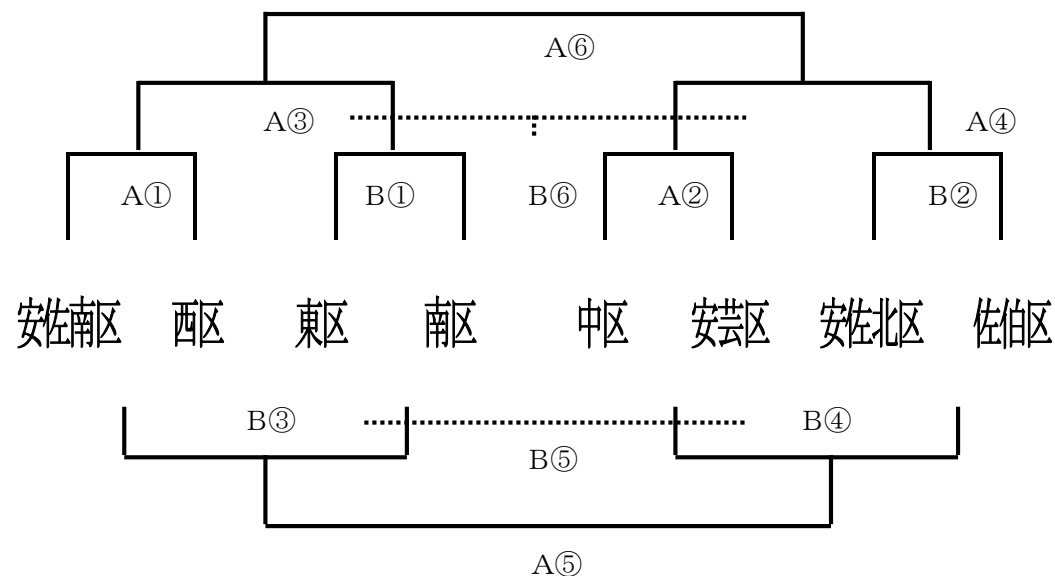 A⑥
A③ A④
A① B① B⑥ A② B②
安佐南区 西区 東区 南区 中区 安芸区 安佐北区 佐伯区
B③ B④
B⑤
A⑤